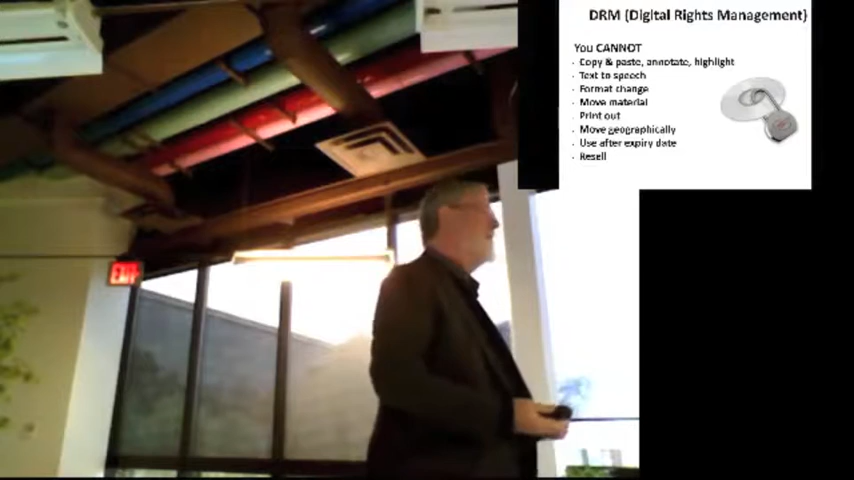 DRM (Digital Rights Management)
You CANNOT
· Copy & paste, annotate, highlight
· Text to speech
· Format change
· Move material
· Print out
· Move geographically
· Use after expiry date
· Resell
EXIT